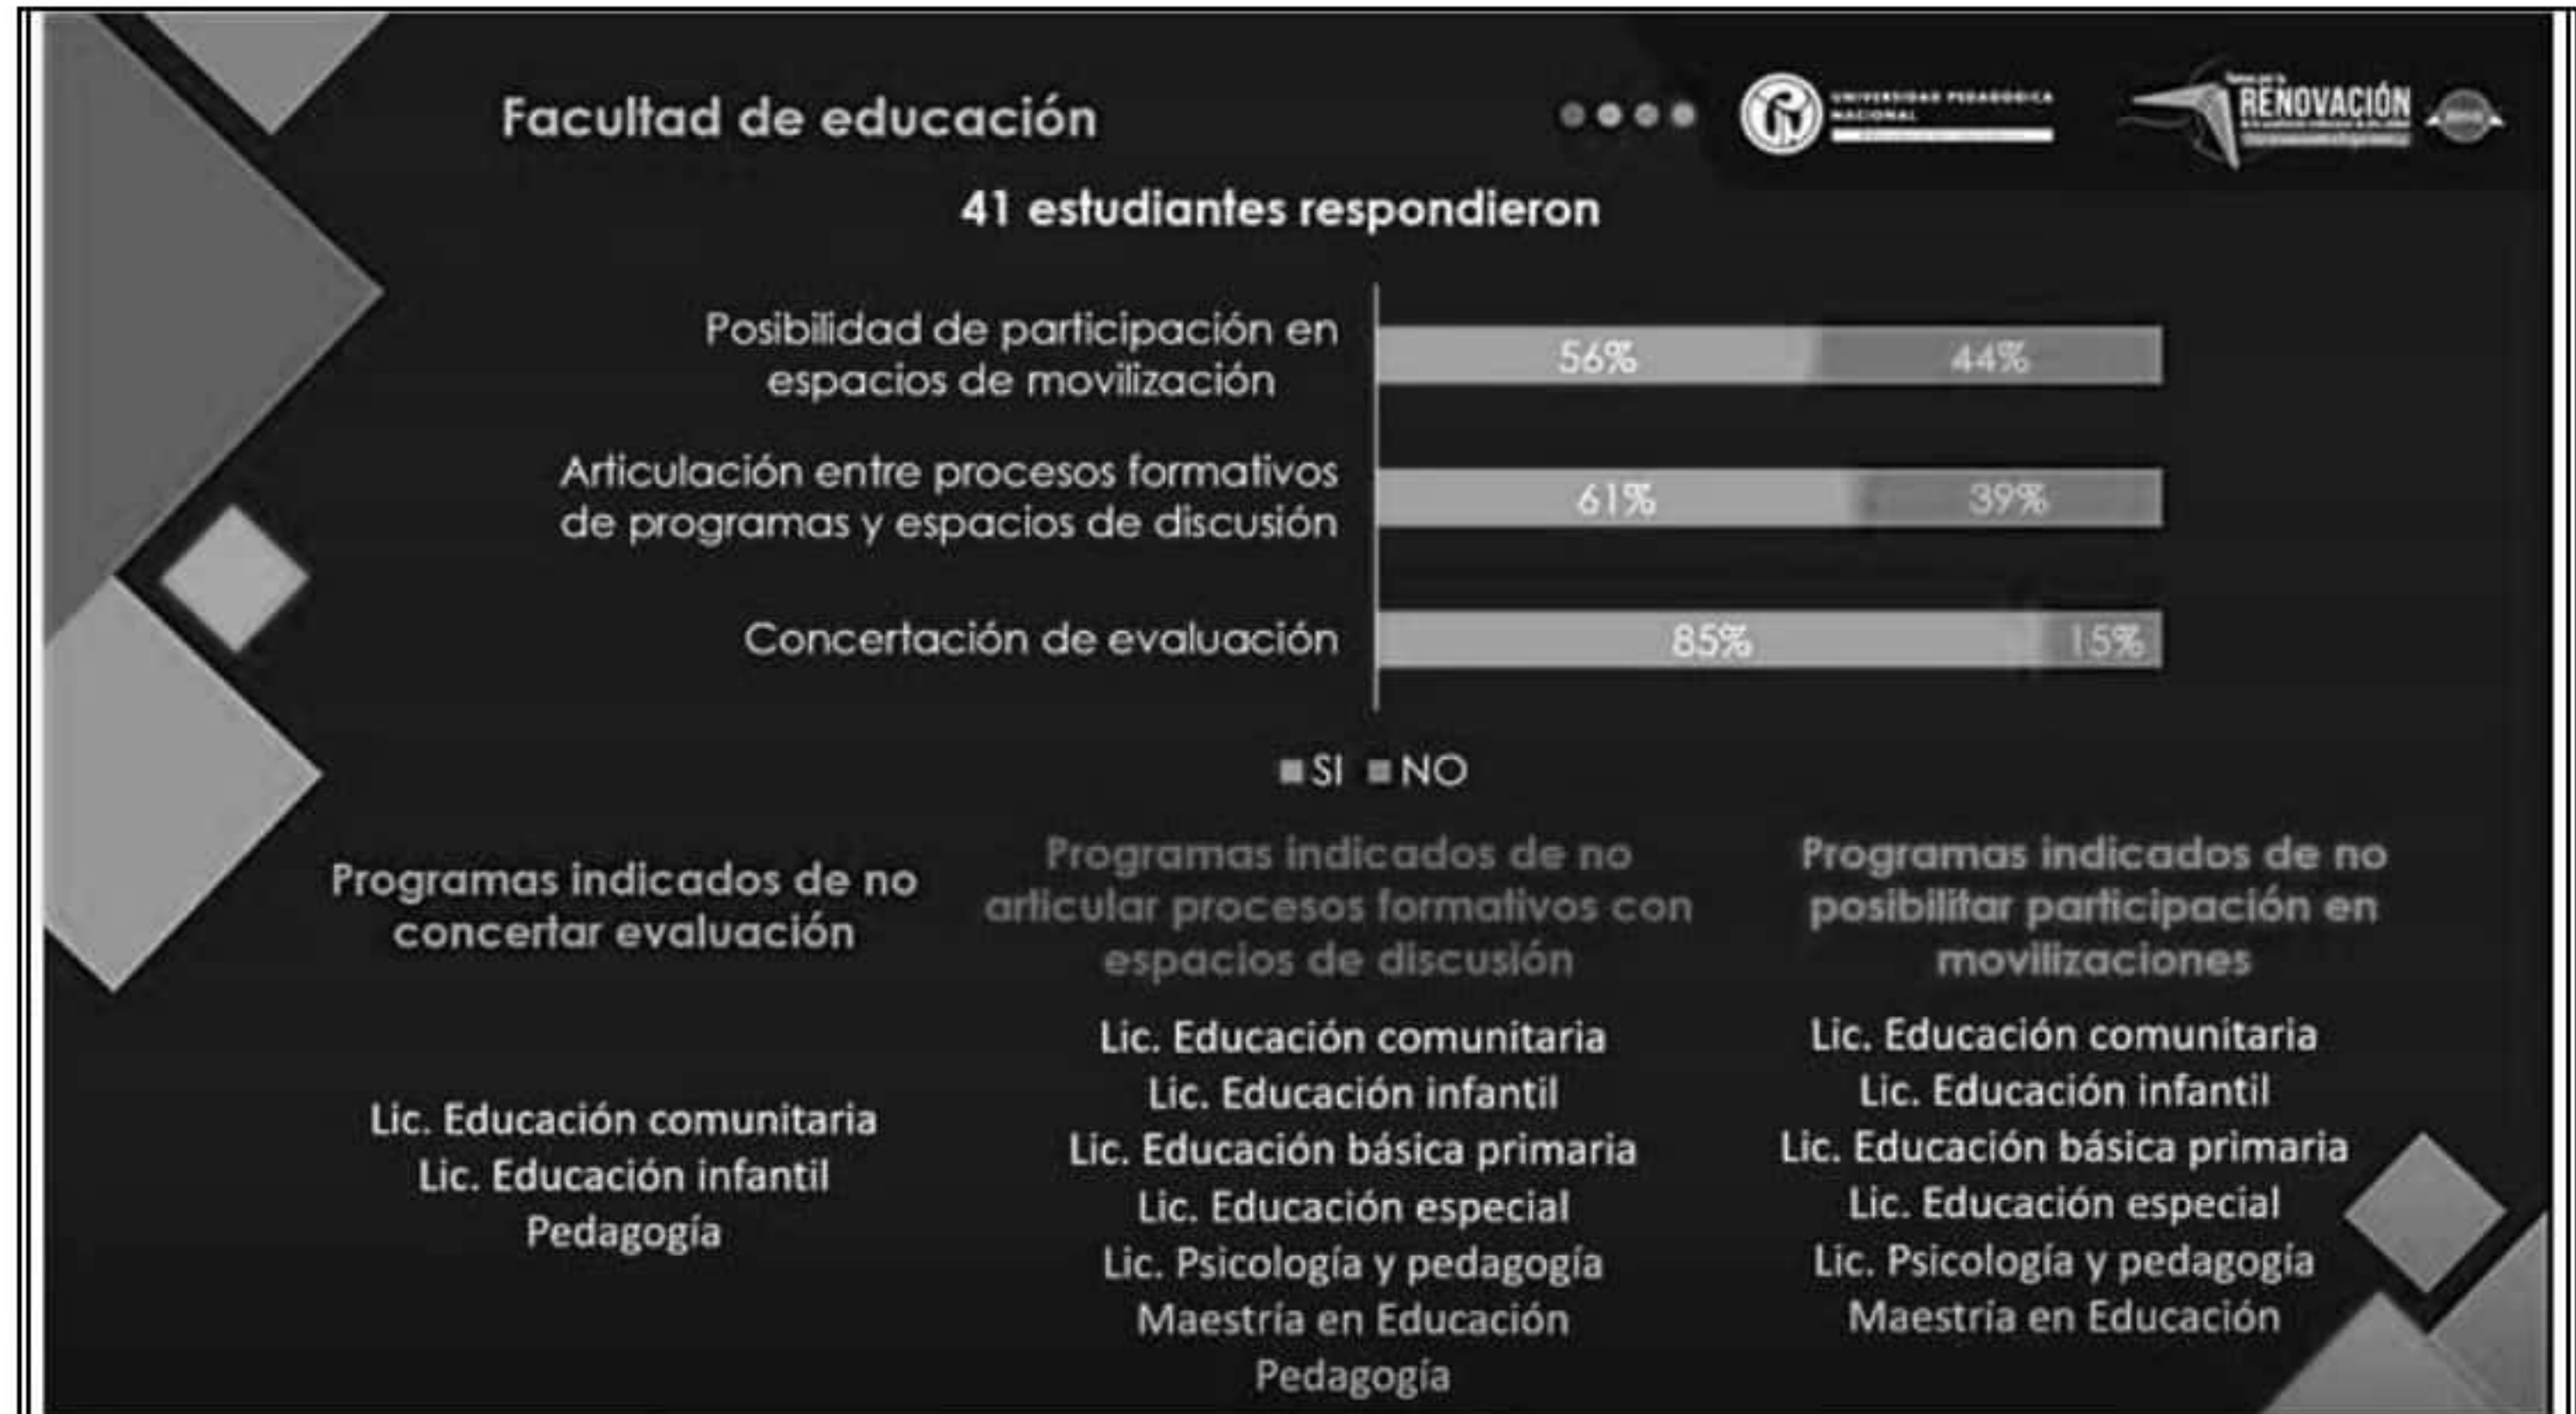 Facultad de educación
UNIVERSIDAD PEDAGOGICA
NACIONAL
RENOVACIÓN
41 estudiantes respondieron
Posibilidad de participación en
espacios de movilización
56% 44%
Articulación entre procesos formativos
de programas y espacios de discusión
61% 39%
Concertación de evaluación
85% 15%
SI NO
Programas indicados de no
concertar evaluación
Lic. Educación comunitaria
Lic. Educación infantil
Pedagogía
Programas indicados de no
articular procesos formativos con
espacios de discusión
Lic. Educación comunitaria
Lic. Educación infantil
Lic. Educación básica primaria
Lic. Educación especial
Lic. Psicología y pedagogía
Maestría en Educación
Pedagogía
Programas indicados de no
posibilitar participación en
movilizaciones
Lic. Educación comunitaria
Lic. Educación infantil
Lic. Educación básica primaria
Lic. Educación especial
Lic. Psicología y pedagogía
Maestría en Educación